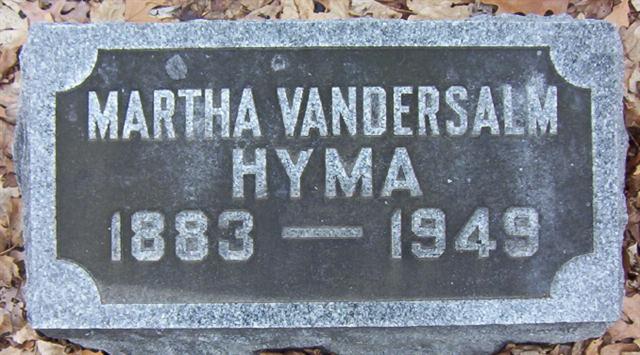 MARTHA VANDERSALM
HYMA
1883 — 1949